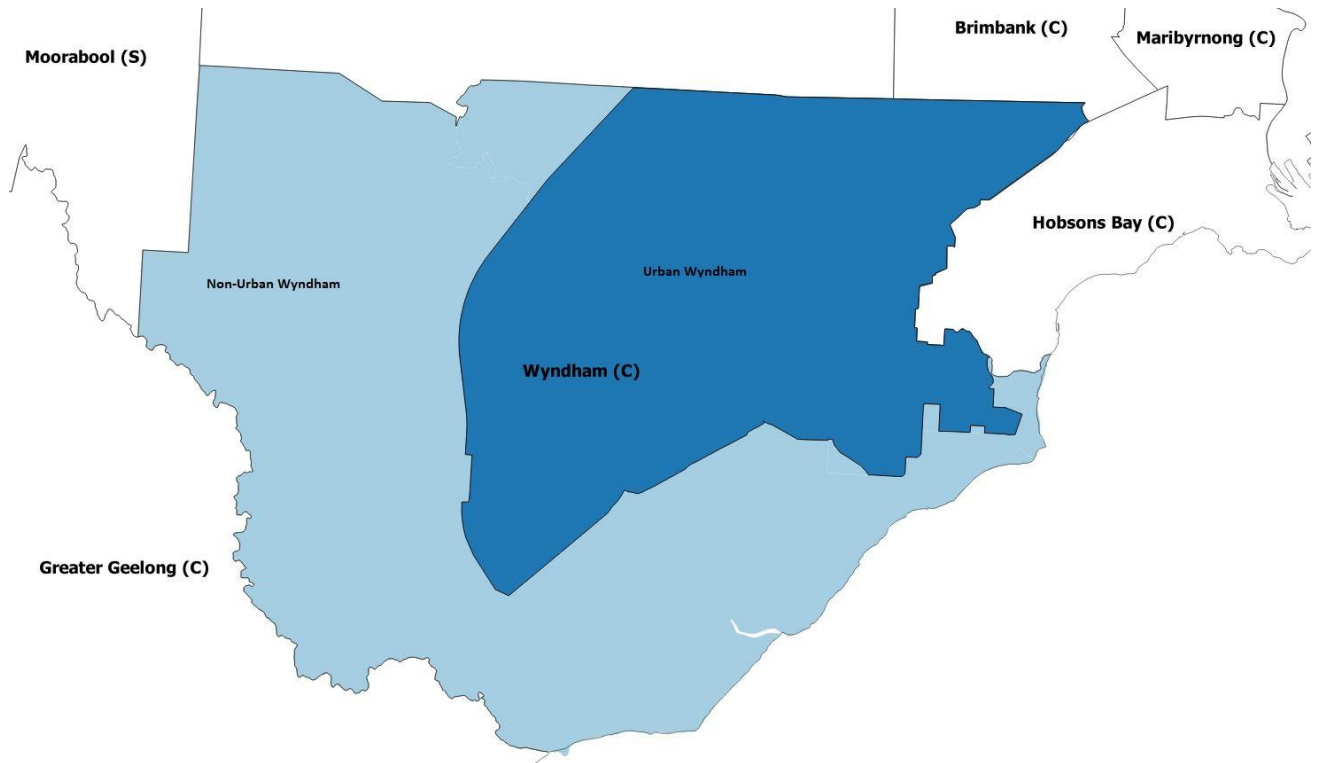 Brimbank (C)
Maribyrnong (C)
Moorabool (S)
Hobsons Bay (C)
Urban Wyndham
Non-Urban Wyndham
Wyndham (C)
Greater Geelong (C)